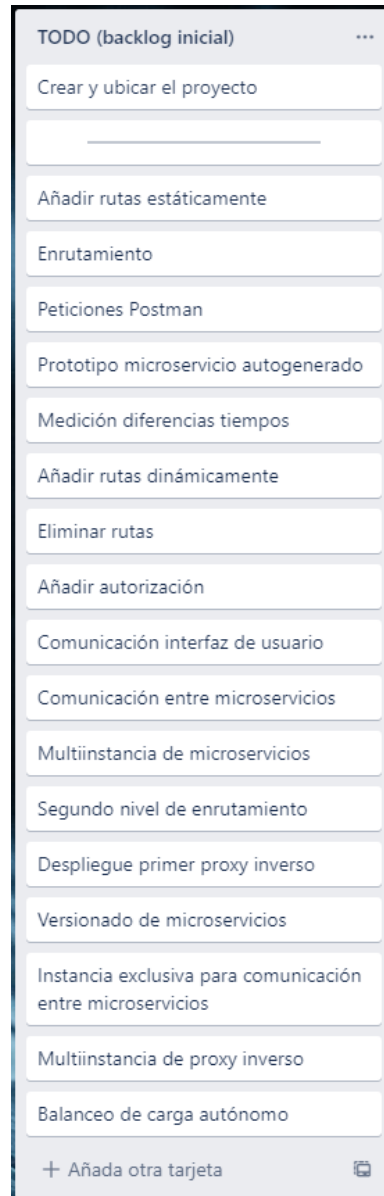 TODO (backlog inicial)
Crear y ubicar el proyecto
Añadir rutas estáticamente
Enrutamiento
Peticiones Postman
Prototipo microservicio autogenerado
Medición diferencias tiempos
Añadir rutas dinámicamente
Eliminar rutas
Añadir autorización
Comunicación interfaz de usuario
Comunicación entre microservicios
Multiinstancia de microservicios
Segundo nivel de enrutamiento
Despliegue primer proxy inverso
Versionado de microservicios
Instancia exclusiva para comunicación
entre microservicios
Multiinstancia de proxy inverso
Balanceo de carga autónomo
+ Añada otra tarjeta